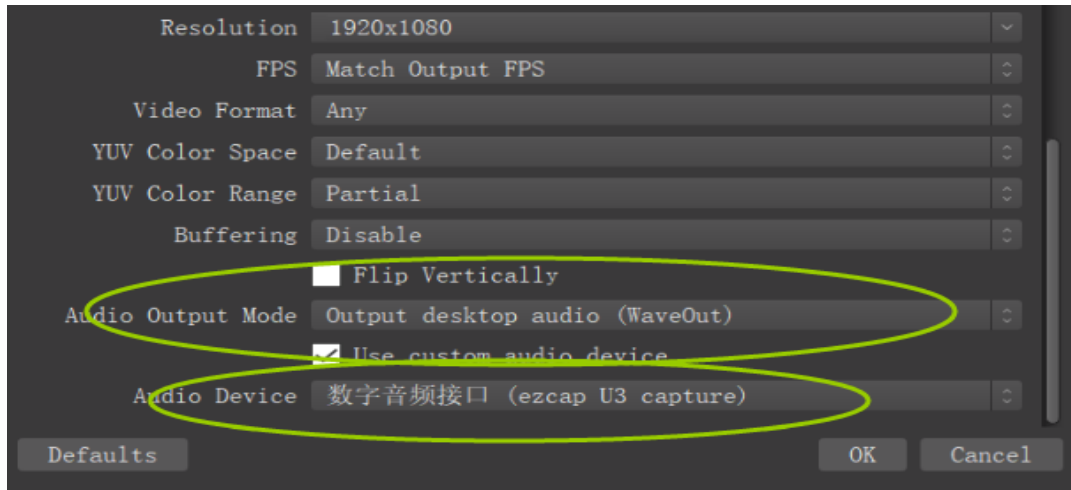 Resolution 1920x1080
FPS Match Output FPS
Video Format Any
YUV Color Space Default
YUV Color Range Partial
Buffering Disable
Flip Vertically
Audio Output Mode Output desktop audio (WaveOut)
Use custom audio device
Audio Device 数字音频接口 (ezcap U3 capture)
Defaults OK Cancel